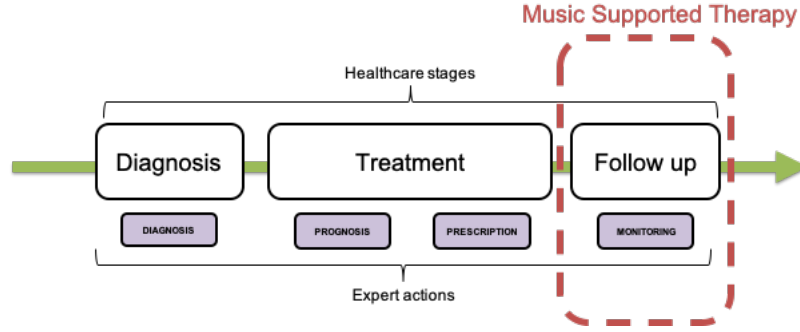 Music Supported Therapy
Healthcare stages
Diagnosis
Treatment
Follow up
DIAGNOSIS
PROGNOSIS
PRESCRIPTION
MONITORING
Expert actions